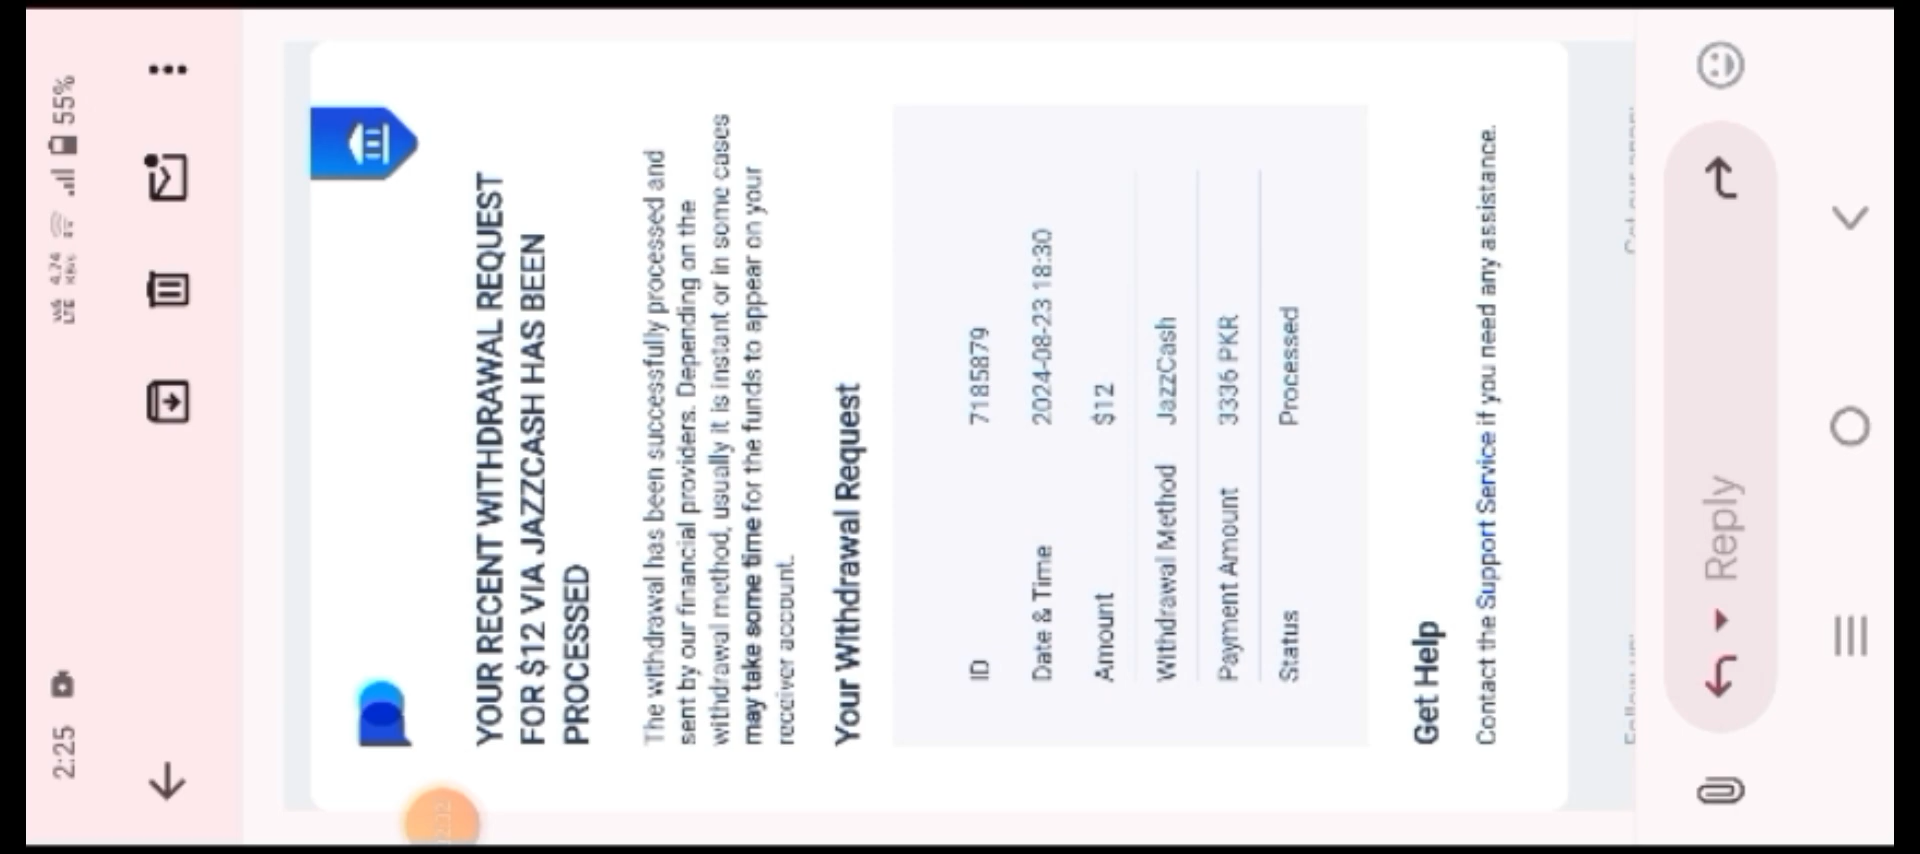 2:25
VoLTE 4.74 KB/s 55%
YOUR RECENT WITHDRAWAL REQUEST
FOR $12 VIA JAZZCASH HAS BEEN
PROCESSED
The withdrawal has been successfully processed and
sent by our financial providers. Depending on the
withdrawal method, usually it is instant or in some cases
may take some time for the funds to appear on your
receiver account.
Your Withdrawal Request
ID 7185879
Date & Time 2024-08-23 18:30
Amount $12
Withdrawal Method JazzCash
Payment Amount 3336 PKR
Status Processed
Get Help
Contact the Support Service if you need any assistance.
Reply